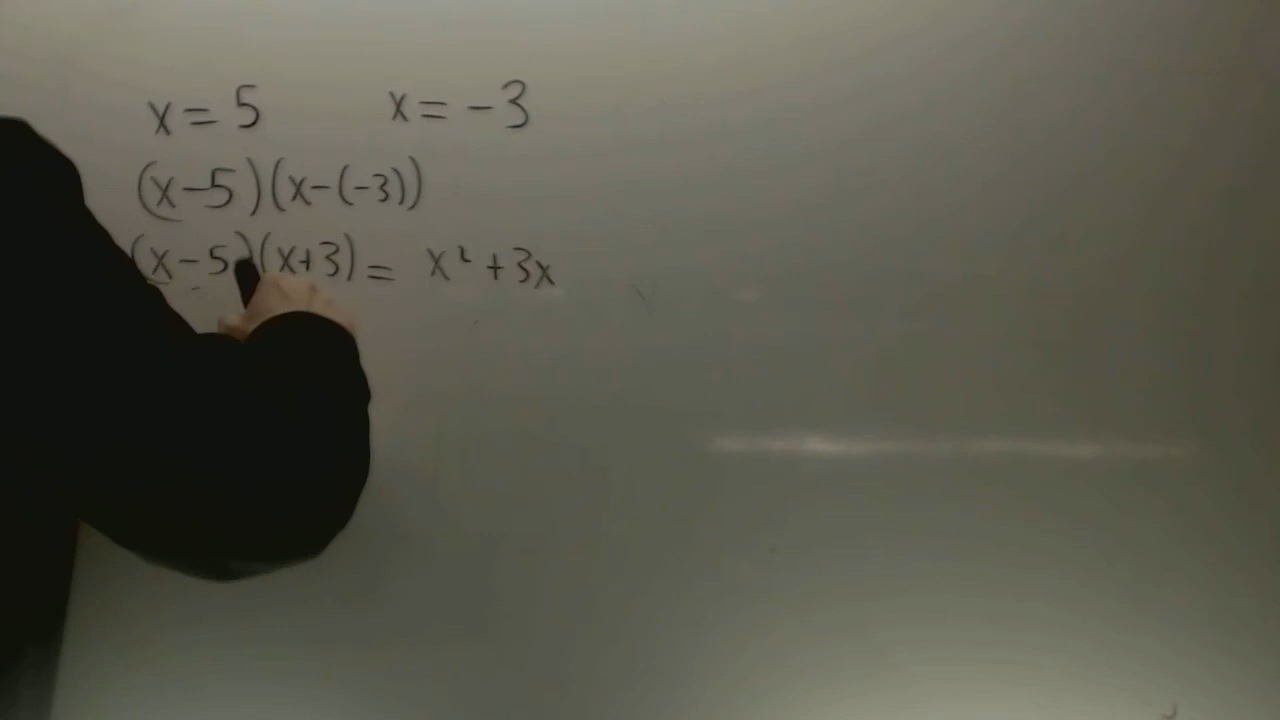 x = 5 x = -3
(x-5)(x-(-3))
(x-5)(x+3) = x² + 3x